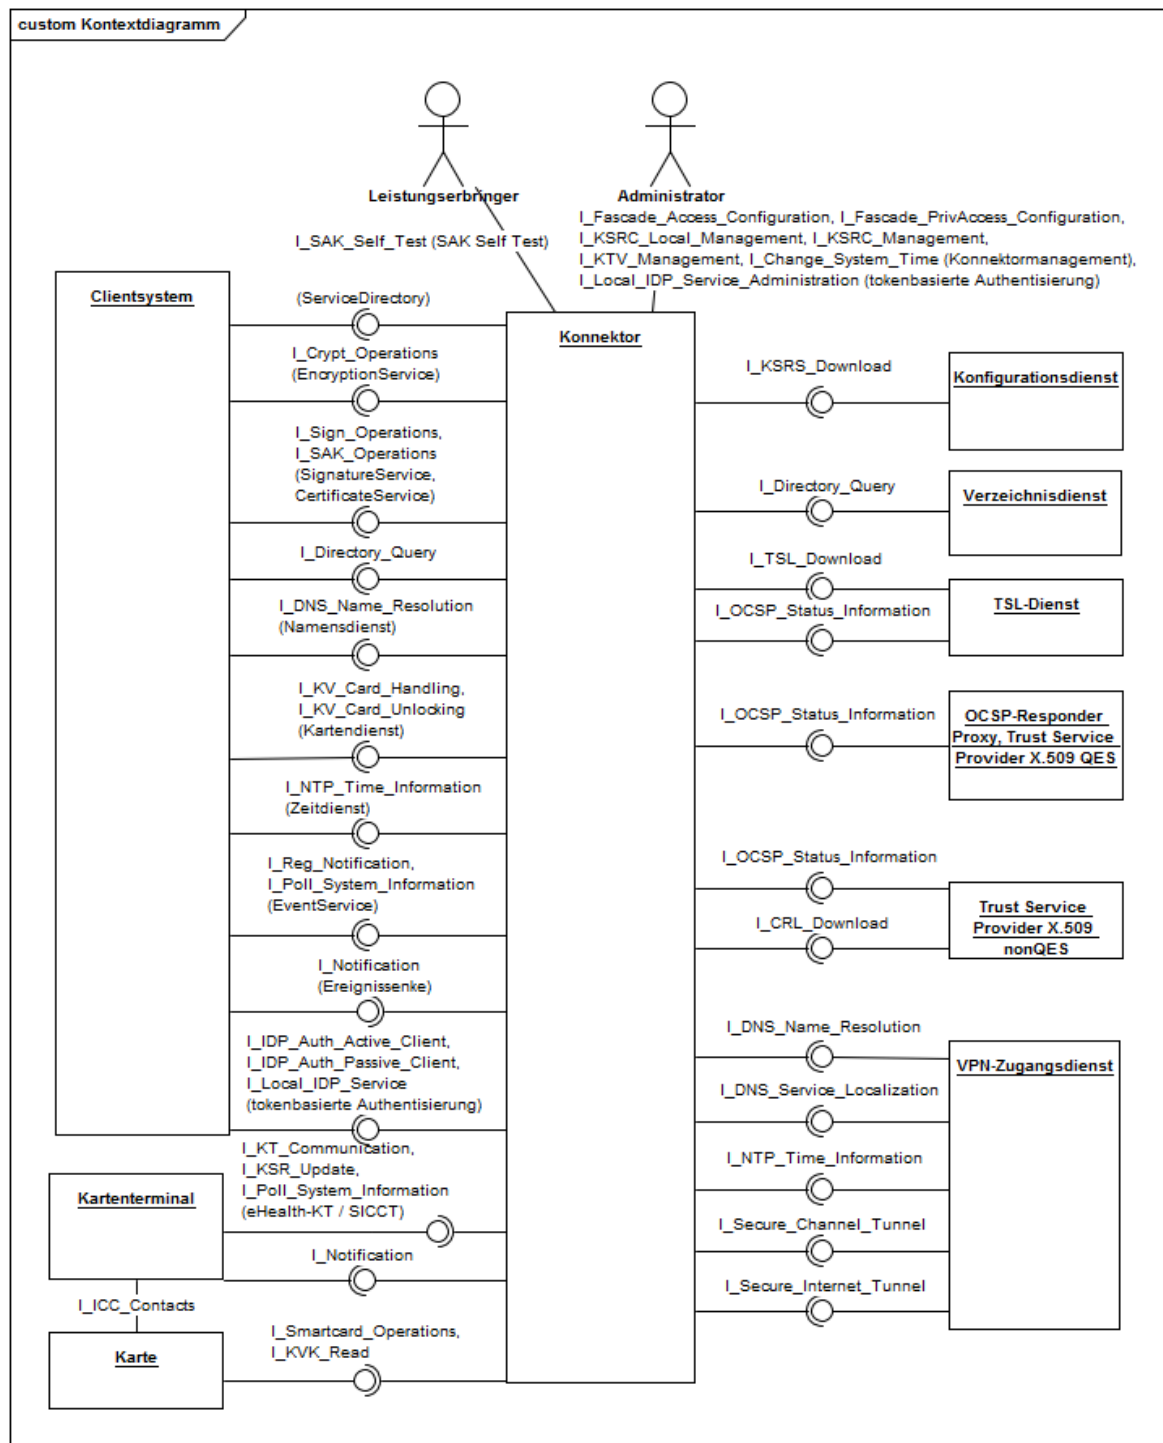 custom Kontextdiagramm
Leistungserbringer
Administrator
I_SAK_Self_Test (SAK Self Test)
I_Fascade_Access_Configuration, I_Fascade_PrivAccess_Configuration,
I_KSRC_Local_Management, I_KSRC_Management,
I_KTV_Management, I_Change_System_Time (Konnektormanagement),
I_Local_IDP_Service_Administration (tokenbasierte Authentisierung)
Clientsystem
(ServiceDirectory)
I_Crypt_Operations
(EncryptionService)
I_Sign_Operations,
I_SAK_Operations
(SignatureService,
CertificateService)
I_Directory_Query
I_DNS_Name_Resolution
(Namensdienst)
I_KV_Card_Handling,
I_KV_Card_Unlocking
(Kartendienst)
I_NTP_Time_Information
(Zeitdienst)
I_Reg_Notification,
I_Poll_System_Information
(EventService)
I_Notification
(Ereignissenke)
I_IDP_Auth_Active_Client,
I_IDP_Auth_Passive_Client,
I_Local_IDP_Service
(tokenbasierte Authentisierung)
I_KT_Communication,
I_KSR_Update,
I_Poll_System_Information
(eHealth-KT / SICCT)
Kartenterminal
I_Notification
I_ICC_Contacts
I_Smartcard_Operations,
I_KVK_Read
Karte
Konnektor
I_KSRS_Download
Konfigurationsdienst
I_Directory_Query
Verzeichnisdienst
I_TSL_Download
I_OCSP_Status_Information
TSL-Dienst
I_OCSP_Status_Information
OCSP-Responder
Proxy, Trust Service
Provider X.509 QES
I_OCSP_Status_Information
I_CRL_Download
Trust Service
Provider X.509
nonQES
I_DNS_Name_Resolution
VPN-Zugangsdienst
I_DNS_Service_Localization
I_NTP_Time_Information
I_Secure_Channel_Tunnel
I_Secure_Internet_Tunnel